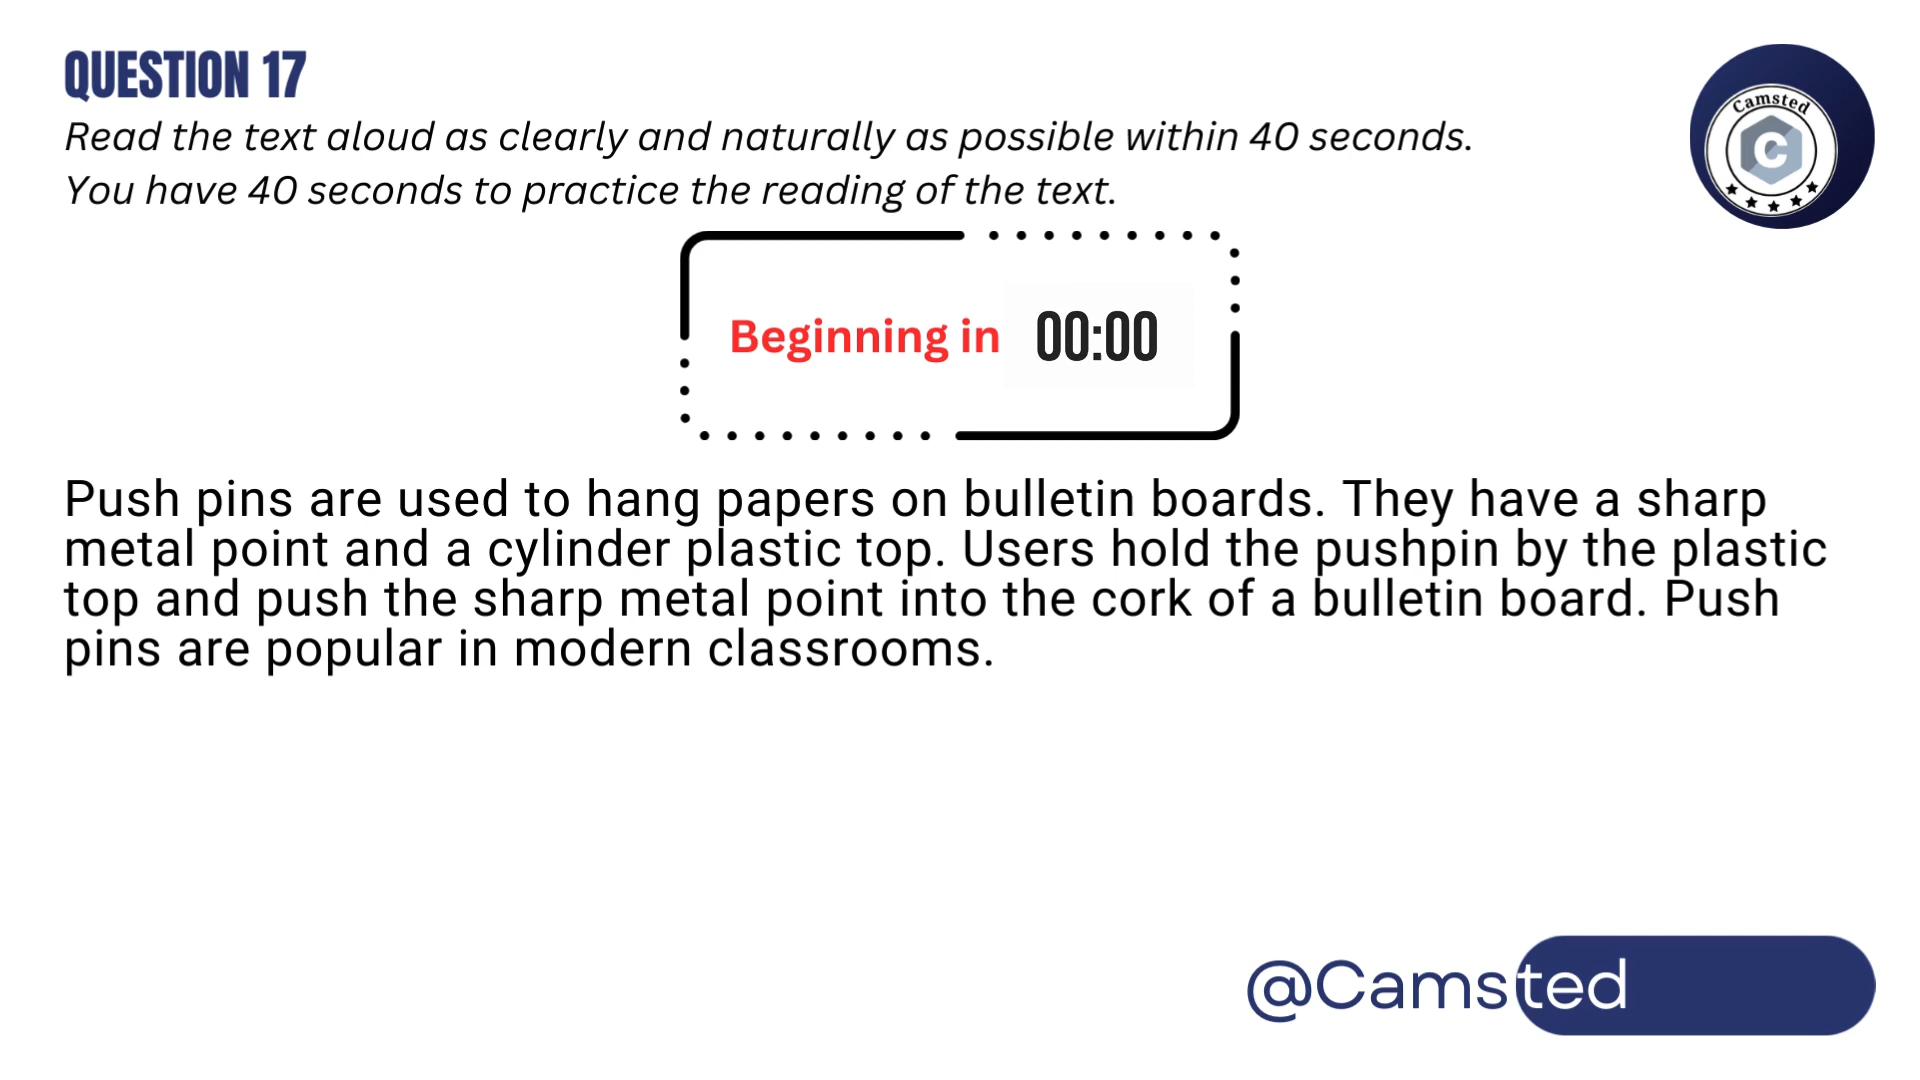 QUESTION 17
Read the text aloud as clearly and naturally as possible within 40 seconds.
You have 40 seconds to practice the reading of the text.
Camsted
C
Beginning in 00:00
Push pins are used to hang papers on bulletin boards. They have a sharp
metal point and a cylinder plastic top. Users hold the pushpin by the plastic
top and push the sharp metal point into the cork of a bulletin board. Push
pins are popular in modern classrooms.
@Camsted